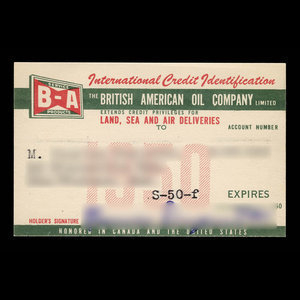 SERVICE
B-A
PRODUCTS
International Credit Identification
THE BRITISH AMERICAN OIL COMPANY LIMITED
EXTENDS CREDIT PRIVILEGES FOR
LAND, SEA AND AIR DELIVERIES
TO
ACCOUNT NUMBER
M.
1950
S-50-f
EXPIRES
50
HOLDER'S SIGNATURE
HONORED IN CANADA AND THE UNITED STATES